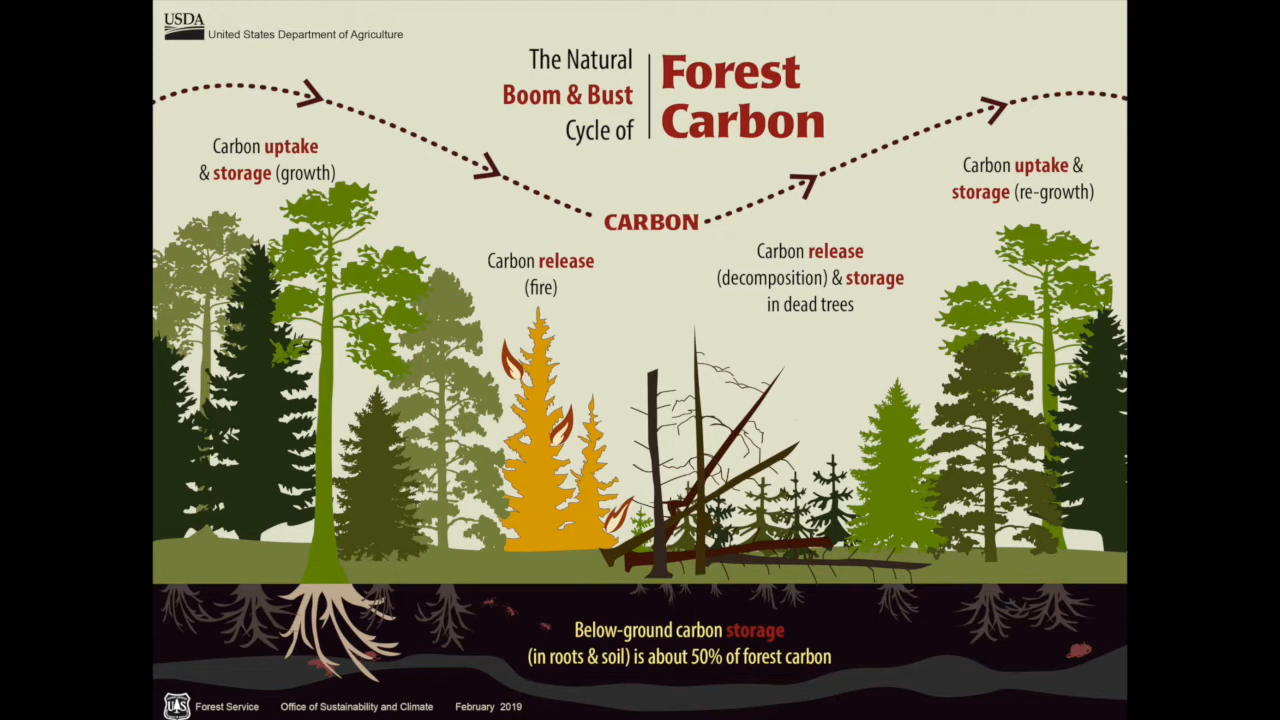 USDA
United States Department of Agriculture
The Natural
Boom & Bust
Cycle of
Forest
Carbon
Carbon uptake
& storage (growth)
Carbon uptake &
storage (re-growth)
CARBON
Carbon release
(fire)
Carbon release
(decomposition) & storage
in dead trees
Below-ground carbon storage
(in roots & soil) is about 50% of forest carbon
U S
Forest Service Office of Sustainability and Climate February 2019